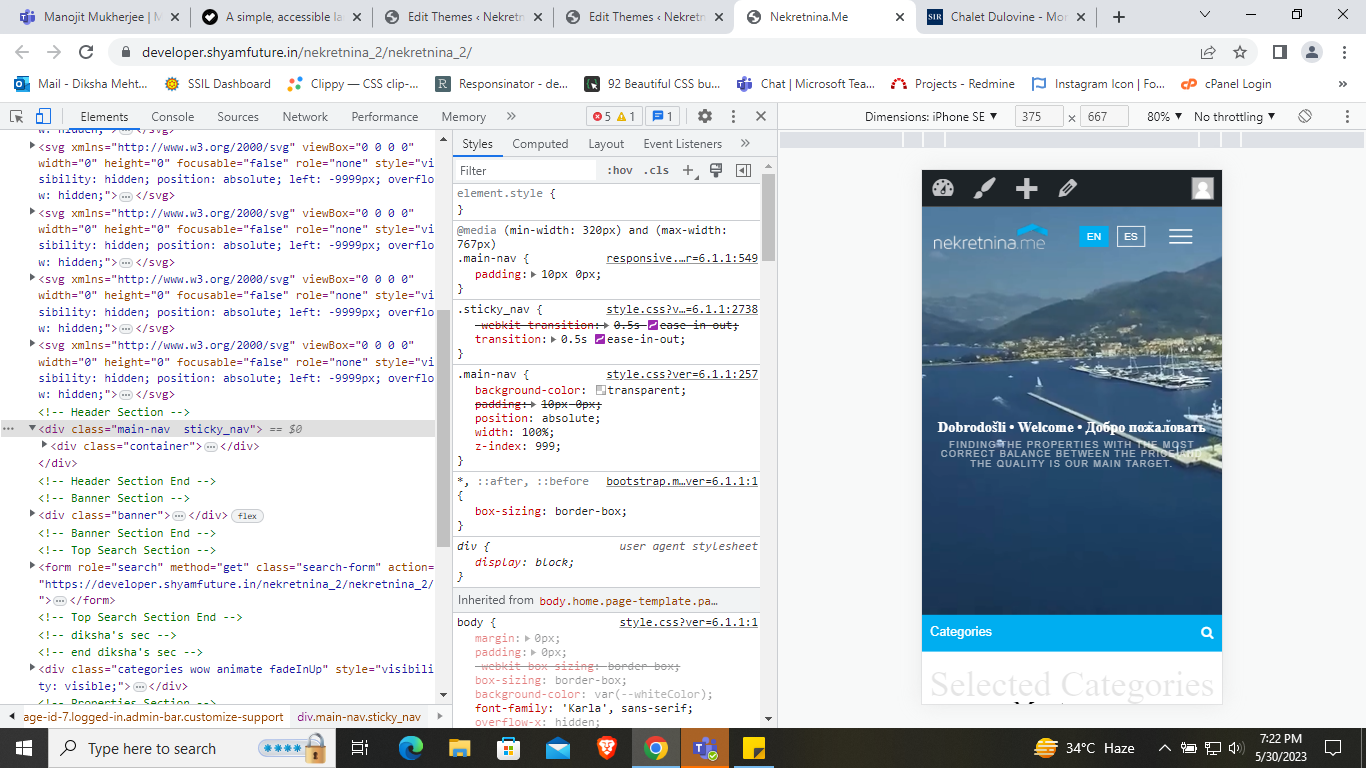 Manojit Mukherjee | M
A simple, accessible la
Edit Themes ‹ Nekretn
Edit Themes ‹ Nekretn
Nekretnina.Me
Chalet Dulovine - Mon
developer.shyamfuture.in/nekretnina_2/nekretnina_2/
Mail - Diksha Meht...
SSIL Dashboard
Clippy — CSS clip-...
Responsinator - de...
92 Beautiful CSS bu...
Chat | Microsoft Tea...
Projects - Redmine
Instagram Icon | Fo...
cPanel Login
»
Elements
Console
Sources
Network
Performance
Memory
»
5
1
1
w: hidden;">…</svg>
<svg xmlns="http://www.w3.org/2000/svg" viewBox="0 0 0 0"
width="0" height="0" focusable="false" role="none" style="vi
sibility: hidden; position: absolute; left: -9999px; overflo
w: hidden;">…</svg>
<svg xmlns="http://www.w3.org/2000/svg" viewBox="0 0 0 0"
width="0" height="0" focusable="false" role="none" style="vi
sibility: hidden; position: absolute; left: -9999px; overflo
w: hidden;">…</svg>
<svg xmlns="http://www.w3.org/2000/svg" viewBox="0 0 0 0"
width="0" height="0" focusable="false" role="none" style="vi
sibility: hidden; position: absolute; left: -9999px; overflo
w: hidden;">…</svg>
<svg xmlns="http://www.w3.org/2000/svg" viewBox="0 0 0 0"
width="0" height="0" focusable="false" role="none" style="vi
sibility: hidden; position: absolute; left: -9999px; overflo
w: hidden;">…</svg>
<!-- Header Section -->
<div class="main-nav  sticky_nav"> == $0
<div class="container">…</div>
</div>
<!-- Header Section End -->
<!-- Banner Section -->
<div class="banner">…</div> flex
<!-- Banner Section End -->
<!-- Top Search Section -->
<form role="search" method="get" class="search-form" action=
"https://developer.shyamfuture.in/nekretnina_2/nekretnina_2/
">…</form>
<!-- Top Search Section End -->
<!-- diksha's sec -->
<!-- end diksha's sec -->
<div class="categories wow animate fadeInUp" style="visibili
ty: visible;">…</div>
<!-- Properties Section -->
age-id-7.logged-in.admin-bar.customize-support
div.main-nav.sticky_nav
Styles
Computed
Layout
Event Listeners
»
Filter
:hov
.cls
element.style {
}
@media (min-width: 320px) and (max-width:
767px)
.main-nav {
responsive.…r=6.1.1:549
padding: 10px 0px;
}
.sticky_nav {
style.css?v…=6.1.1:2738
-webkit-transition: 0.5s ease-in-out;
transition: 0.5s ease-in-out;
}
.main-nav {
style.css?ver=6.1.1:257
background-color: transparent;
padding: 10px 0px;
position: absolute;
width: 100%;
z-index: 999;
}
*, ::after, ::before
bootstrap.m…ver=6.1.1:1
{
box-sizing: border-box;
}
div {
user agent stylesheet
display: block;
}
Inherited from body.home.page-template.pa…
body {
style.css?ver=6.1.1:1
margin: 0px;
padding: 0px;
-webkit-box-sizing: border-box;
box-sizing: border-box;
background-color: var(--whiteColor);
font-family: 'Karla', sans-serif;
overflow-x: hidden;
Dimensions: iPhone SE
375
x
667
80%
No throttling
nekretnina.me
EN
ES
Dobrodošli • Welcome • Добро пожаловать
FINDING THE PROPERTIES WITH THE MOST
CORRECT BALANCE BETWEEN THE PRICE AND
THE QUALITY IS OUR MAIN TARGET.
Categories
Selected Categories
Type here to search
34°C Haze
7:22 PM
5/30/2023